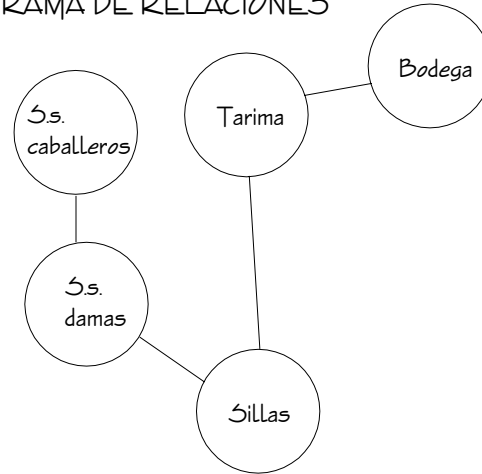 RAMA DE RELACIONES
Bodega
Tarima
S.s.
caballeros
S.s.
damas
Sillas